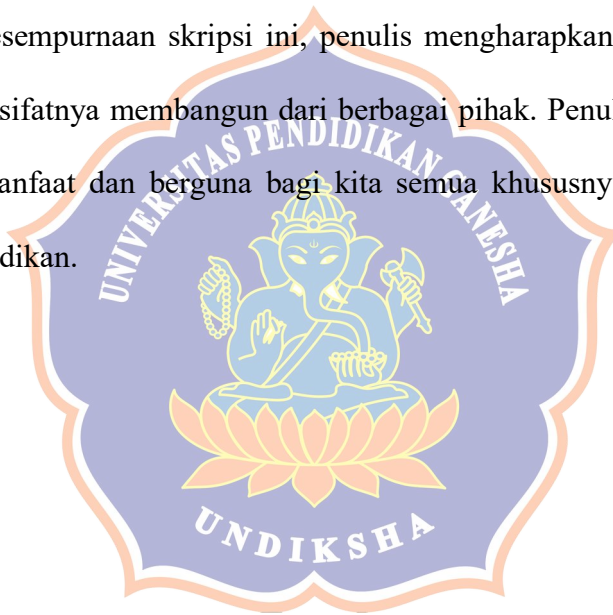 esempurnaan skripsi ini, penulis mengharapkan
sifatnya membangun dari berbagai pihak. Penul
anfaat dan berguna bagi kita semua khususny
dikan.
UNIVERSITAS PENDIDIKAN GANESHA
UNDIKSHA